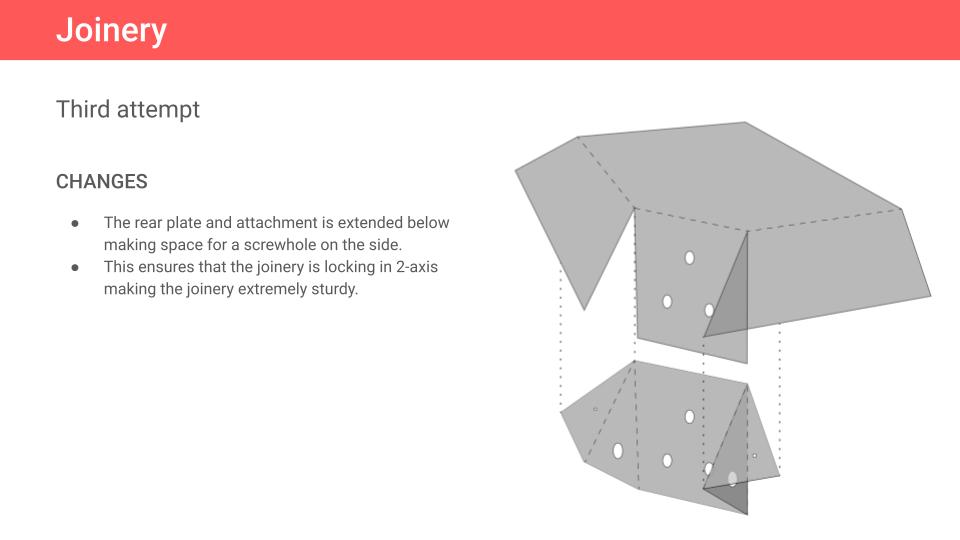 Joinery
Third attempt
CHANGES
● The rear plate and attachment is extended below
making space for a screwhole on the side.
● This ensures that the joinery is locking in 2-axis
making the joinery extremely sturdy.